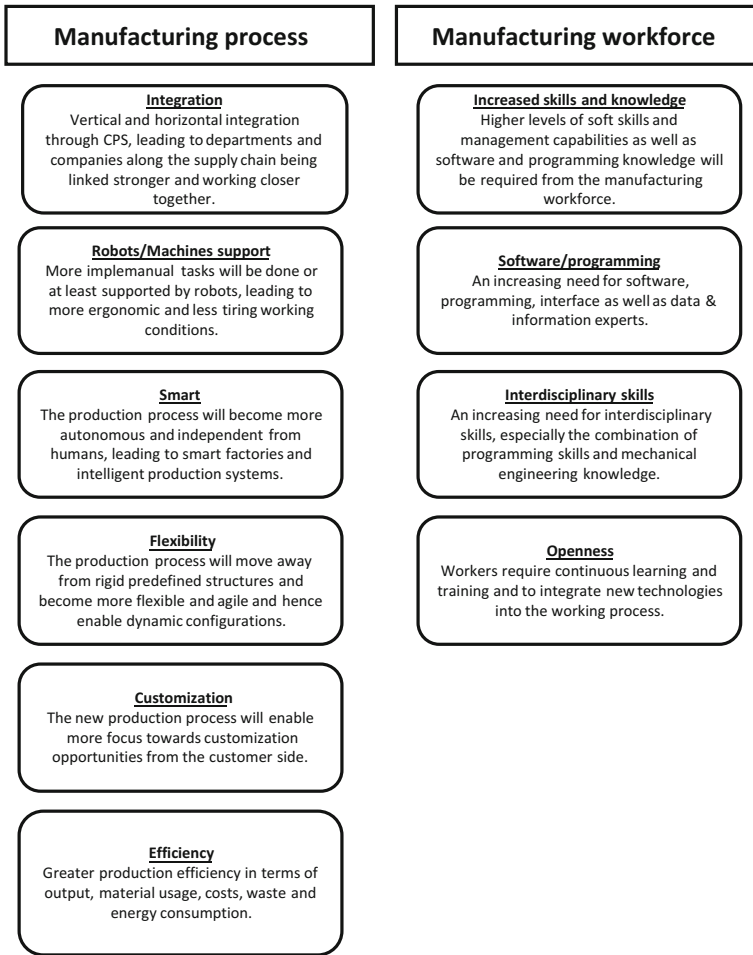 Manufacturing process
Integration
Vertical and horizontal integration
through CPS, leading to departments and
companies along the supply chain being
linked stronger and working closer
together.
Robots/Machines support
More implemanual tasks will be done or
at least supported by robots, leading to
more ergonomic and less tiring working
conditions.
Smart
The production process will become more
autonomous and independent from
humans, leading to smart factories and
intelligent production systems.
Flexibility
The production process will move away
from rigid predefined structures and
become more flexible and agile and hence
enable dynamic configurations.
Customization
The new production process will enable
more focus towards customization
opportunities from the customer side.
Efficiency
Greater production efficiency in terms of
output, material usage, costs, waste and
energy consumption.
Manufacturing workforce
Increased skills and knowledge
Higher levels of soft skills and
management capabilities as well as
software and programming knowledge will
be required from the manufacturing
workforce.
Software/programming
An increasing need for software,
programming, interface as well as data &
information experts.
Interdisciplinary skills
An increasing need for interdisciplinary
skills, especially the combination of
programming skills and mechanical
engineering knowledge.
Openness
Workers require continuous learning and
training and to integrate new technologies
into the working process.